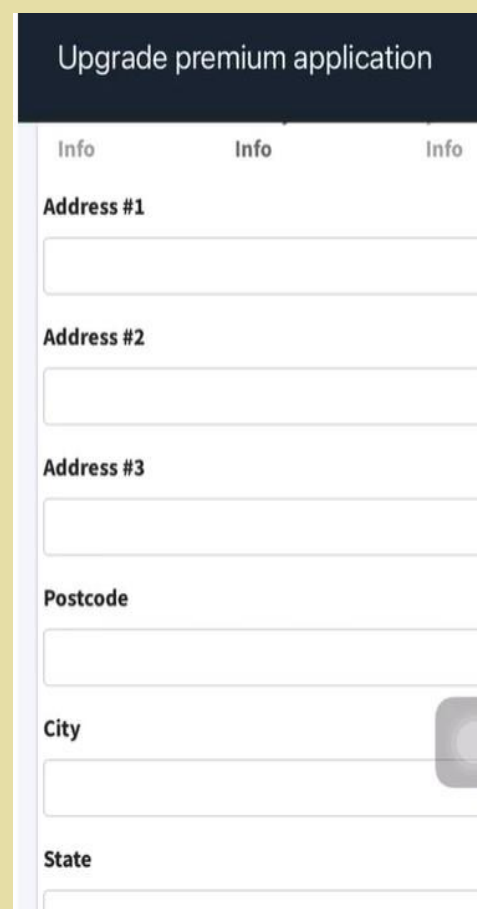 Upgrade premium application
Info Info Info
Address #1
Address #2
Address #3
Postcode
City
State